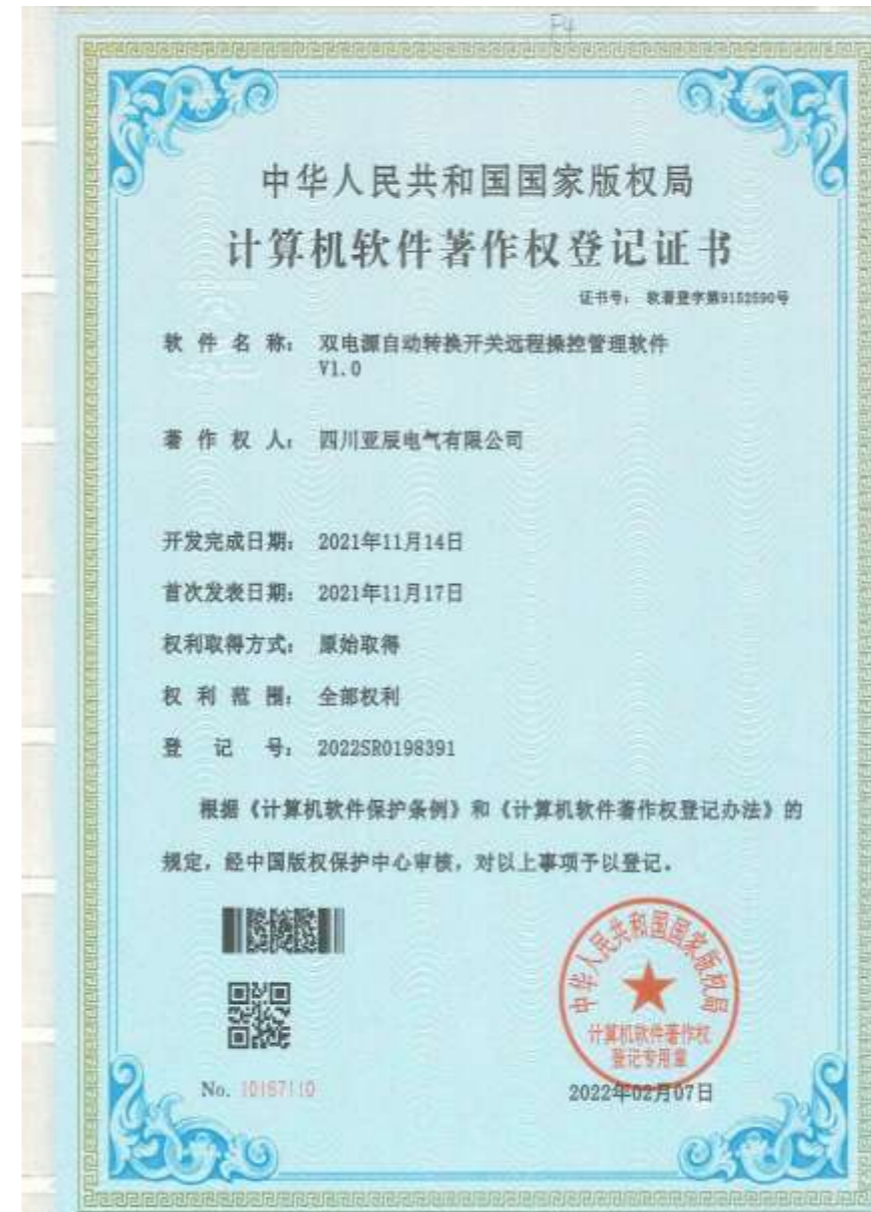 P4
中华人民共和国国家版权局
计算机软件著作权登记证书
证书号： 软著登字第9152590号
软件名称： 双电源自动转换开关远程操控管理软件
V1.0
著作权人： 四川亚辰电气有限公司
开发完成日期： 2021年11月14日
首次发表日期： 2021年11月17日
权利取得方式： 原始取得
权利范围： 全部权利
登记号： 2022SR0198391
根据《计算机软件保护条例》和《计算机软件著作权登记办法》的
规定，经中国版权保护中心审核，对以上事项予以登记。
中华人民共和国国家版权局
计算机软件著作权
登记专用章
No. 10167110
2022年02月07日